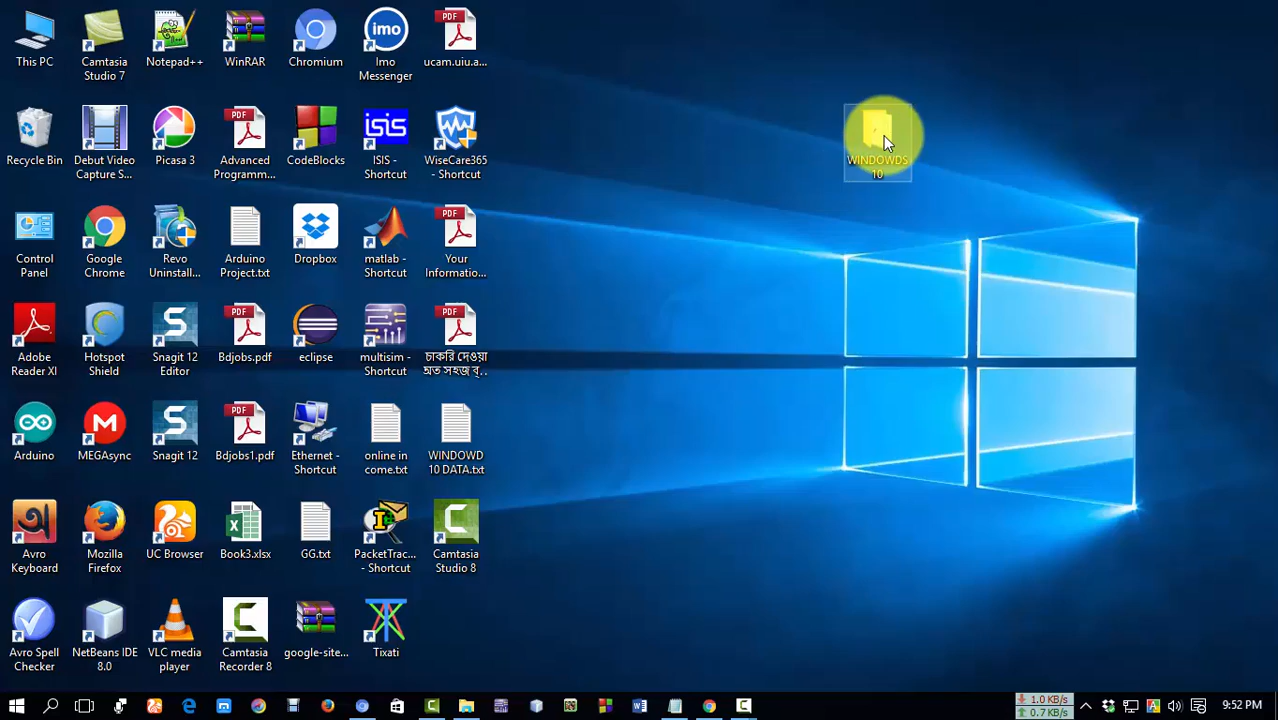 This PC
Camtasia
Studio 7
Notepad++
WinRAR
Chromium
imo
Imo
Messenger
PDF
ucam.uiu.a...
Recycle Bin
Debut Video
Capture S...
Picasa 3
PDF
Advanced
Programm...
CodeBlocks
isis
ISIS -
Shortcut
WiseCare365
- Shortcut
WINDOWDS
10
Control
Panel
Google
Chrome
Revo
Uninstall...
Arduino
Project.txt
Dropbox
matlab -
Shortcut
PDF
Your
Informatio...
Adobe
Reader XI
Hotspot
Shield
Snagit 12
Editor
PDF
Bdjobs.pdf
eclipse
multisim -
Shortcut
PDF
চাকরি দেওয়া
অত সহজ ব্...
Arduino
MEGAsync
Snagit 12
PDF
Bdjobs1.pdf
Ethernet -
Shortcut
online in
come.txt
WINDOWD
10 DATA.txt
Avro
Keyboard
Mozilla
Firefox
UC Browser
Book3.xlsx
GG.txt
PacketTrac...
- Shortcut
Camtasia
Studio 8
Avro Spell
Checker
NetBeans IDE
8.0
VLC media
player
Camtasia
Recorder 8
google-site...
Tixati
1.0 KB/s
0.7 KB/s
9:52 PM